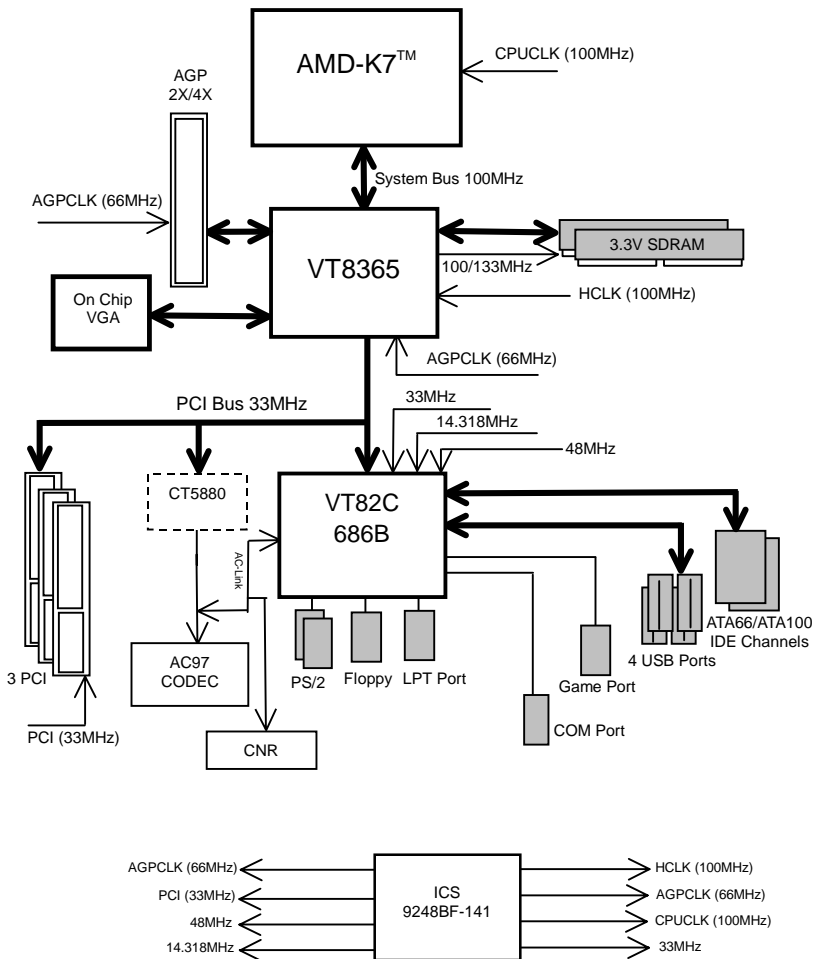 AMD-K7™
CPUCLK (100MHz)
AGP
2X/4X
System Bus 100MHz
AGPCLK (66MHz)
VT8365
3.3V SDRAM
100/133MHz
HCLK (100MHz)
On Chip
VGA
AGPCLK (66MHz)
PCI Bus 33MHz
33MHz
14.318MHz
48MHz
CT5880
VT82C
686B
AC-Link
ATA66/ATA100
IDE Channels
4 USB Ports
AC97
CODEC
3 PCI
PS/2
Floppy
LPT Port
Game Port
COM Port
PCI (33MHz)
CNR
AGPCLK (66MHz)
PCI (33MHz)
48MHz
14.318MHz
ICS
9248BF-141
HCLK (100MHz)
AGPCLK (66MHz)
CPUCLK (100MHz)
33MHz